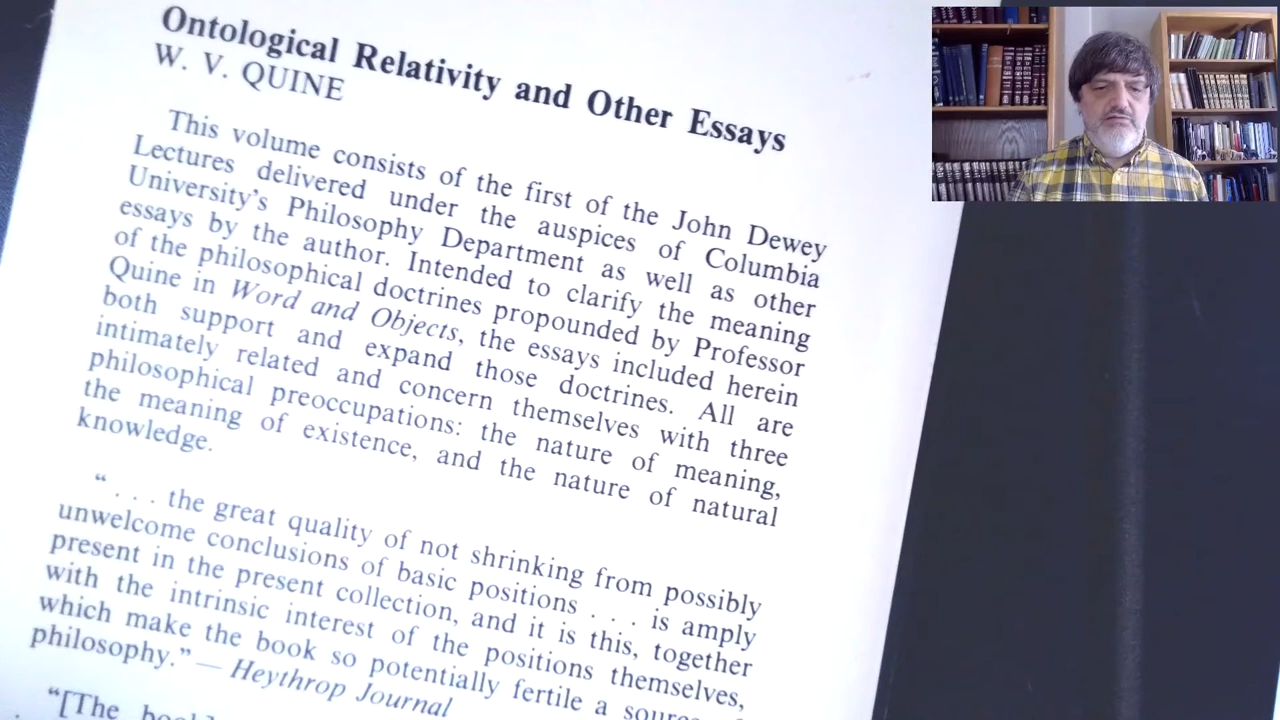 Ontological Relativity and Other Essays
W. V. QUINE
This volume consists of the first of the John Dewey
Lectures delivered under the auspices of Columbia
University's Philosophy Department as well as other
essays by the author. Intended to clarify the meaning
of the philosophical doctrines propounded by Professor
Quine in Word and Objects, the essays included herein
both support and expand those doctrines. All are
intimately related and concern themselves with three
philosophical preoccupations: the nature of meaning,
the meaning of existence, and the nature of natural
knowledge.
“ . . . the great quality of not shrinking from possibly
unwelcome conclusions of basic positions . . . is amply
present in the present collection, and it is this, together
with the intrinsic interest of the positions themselves,
which make the book so potentially fertile a source
philosophy.” — Heythrop Journal
“[The book]